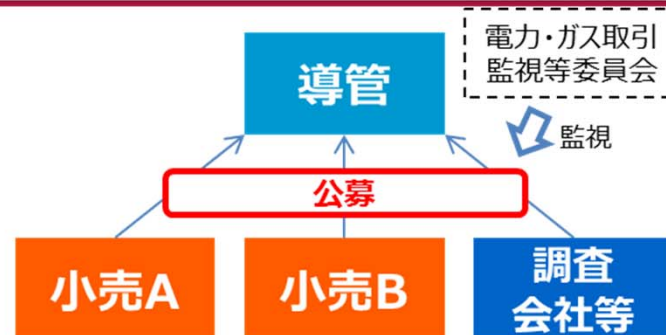 電力・ガス取引
監視等委員会
導管
監視
公募
小売A
小売B
調査
会社等